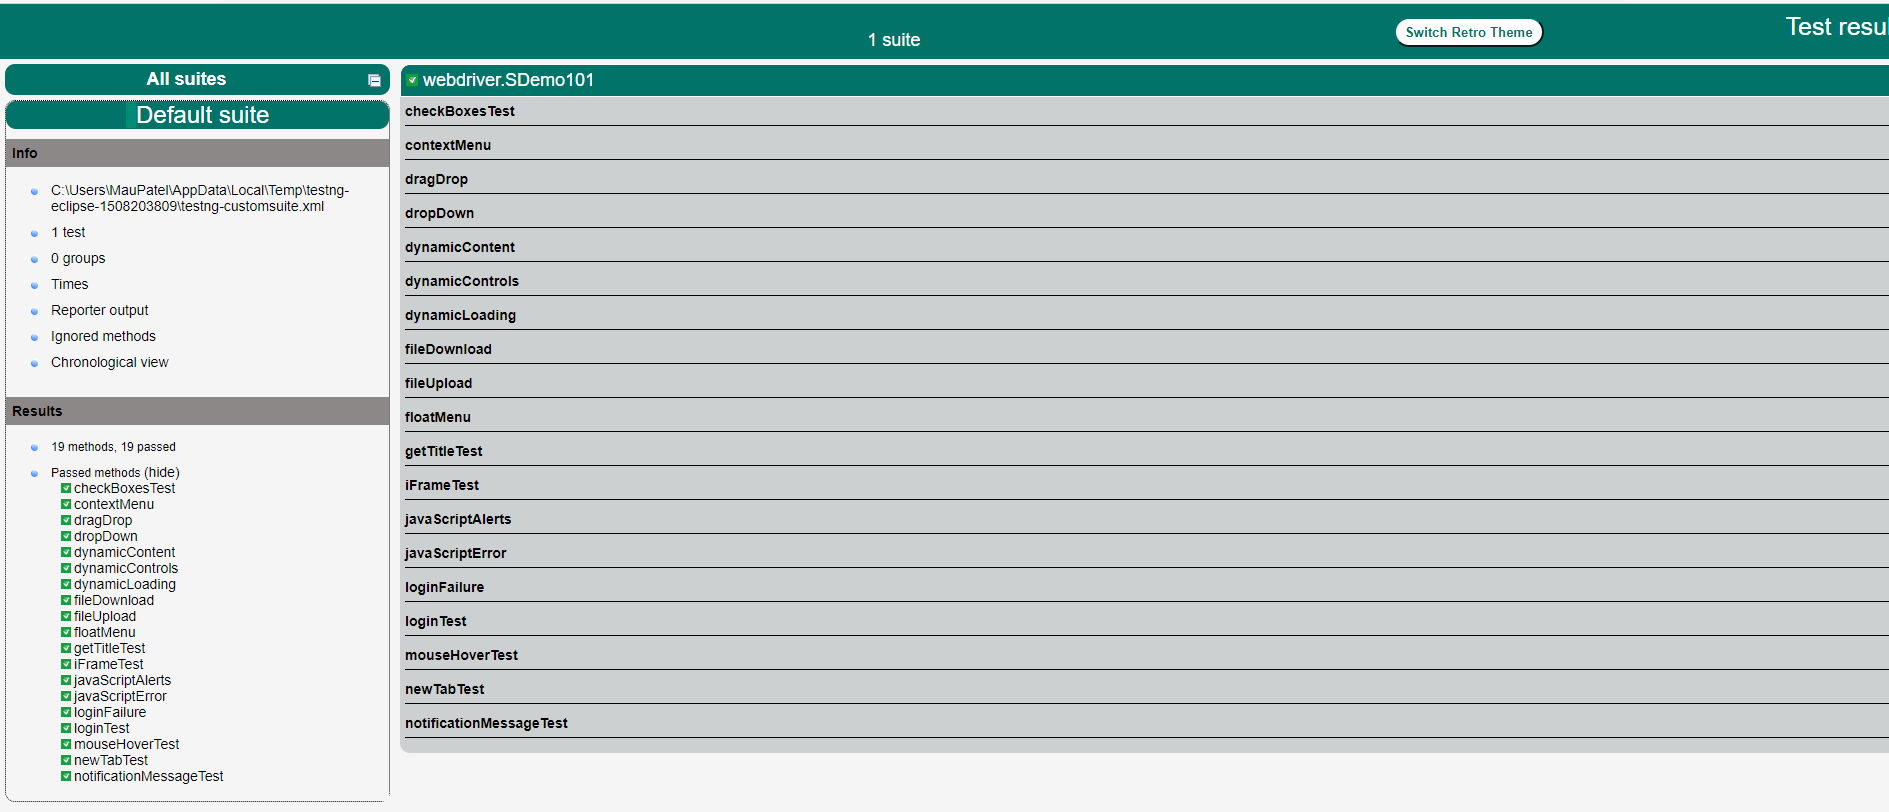 1 suite
Switch Retro Theme
Test resul
All suites
Default suite
Info
C:\Users\MauPatel\AppData\Local\Temp\testng-
eclipse-1508203809\testng-customsuite.xml
1 test
0 groups
Times
Reporter output
Ignored methods
Chronological view
Results
19 methods, 19 passed
Passed methods (hide)
checkBoxesTest
contextMenu
dragDrop
dropDown
dynamicContent
dynamicControls
dynamicLoading
fileDownload
fileUpload
floatMenu
getTitleTest
iFrameTest
javaScriptAlerts
javaScriptError
loginFailure
loginTest
mouseHoverTest
newTabTest
notificationMessageTest
webdriver.SDemo101
checkBoxesTest
contextMenu
dragDrop
dropDown
dynamicContent
dynamicControls
dynamicLoading
fileDownload
fileUpload
floatMenu
getTitleTest
iFrameTest
javaScriptAlerts
javaScriptError
loginFailure
loginTest
mouseHoverTest
newTabTest
notificationMessageTest